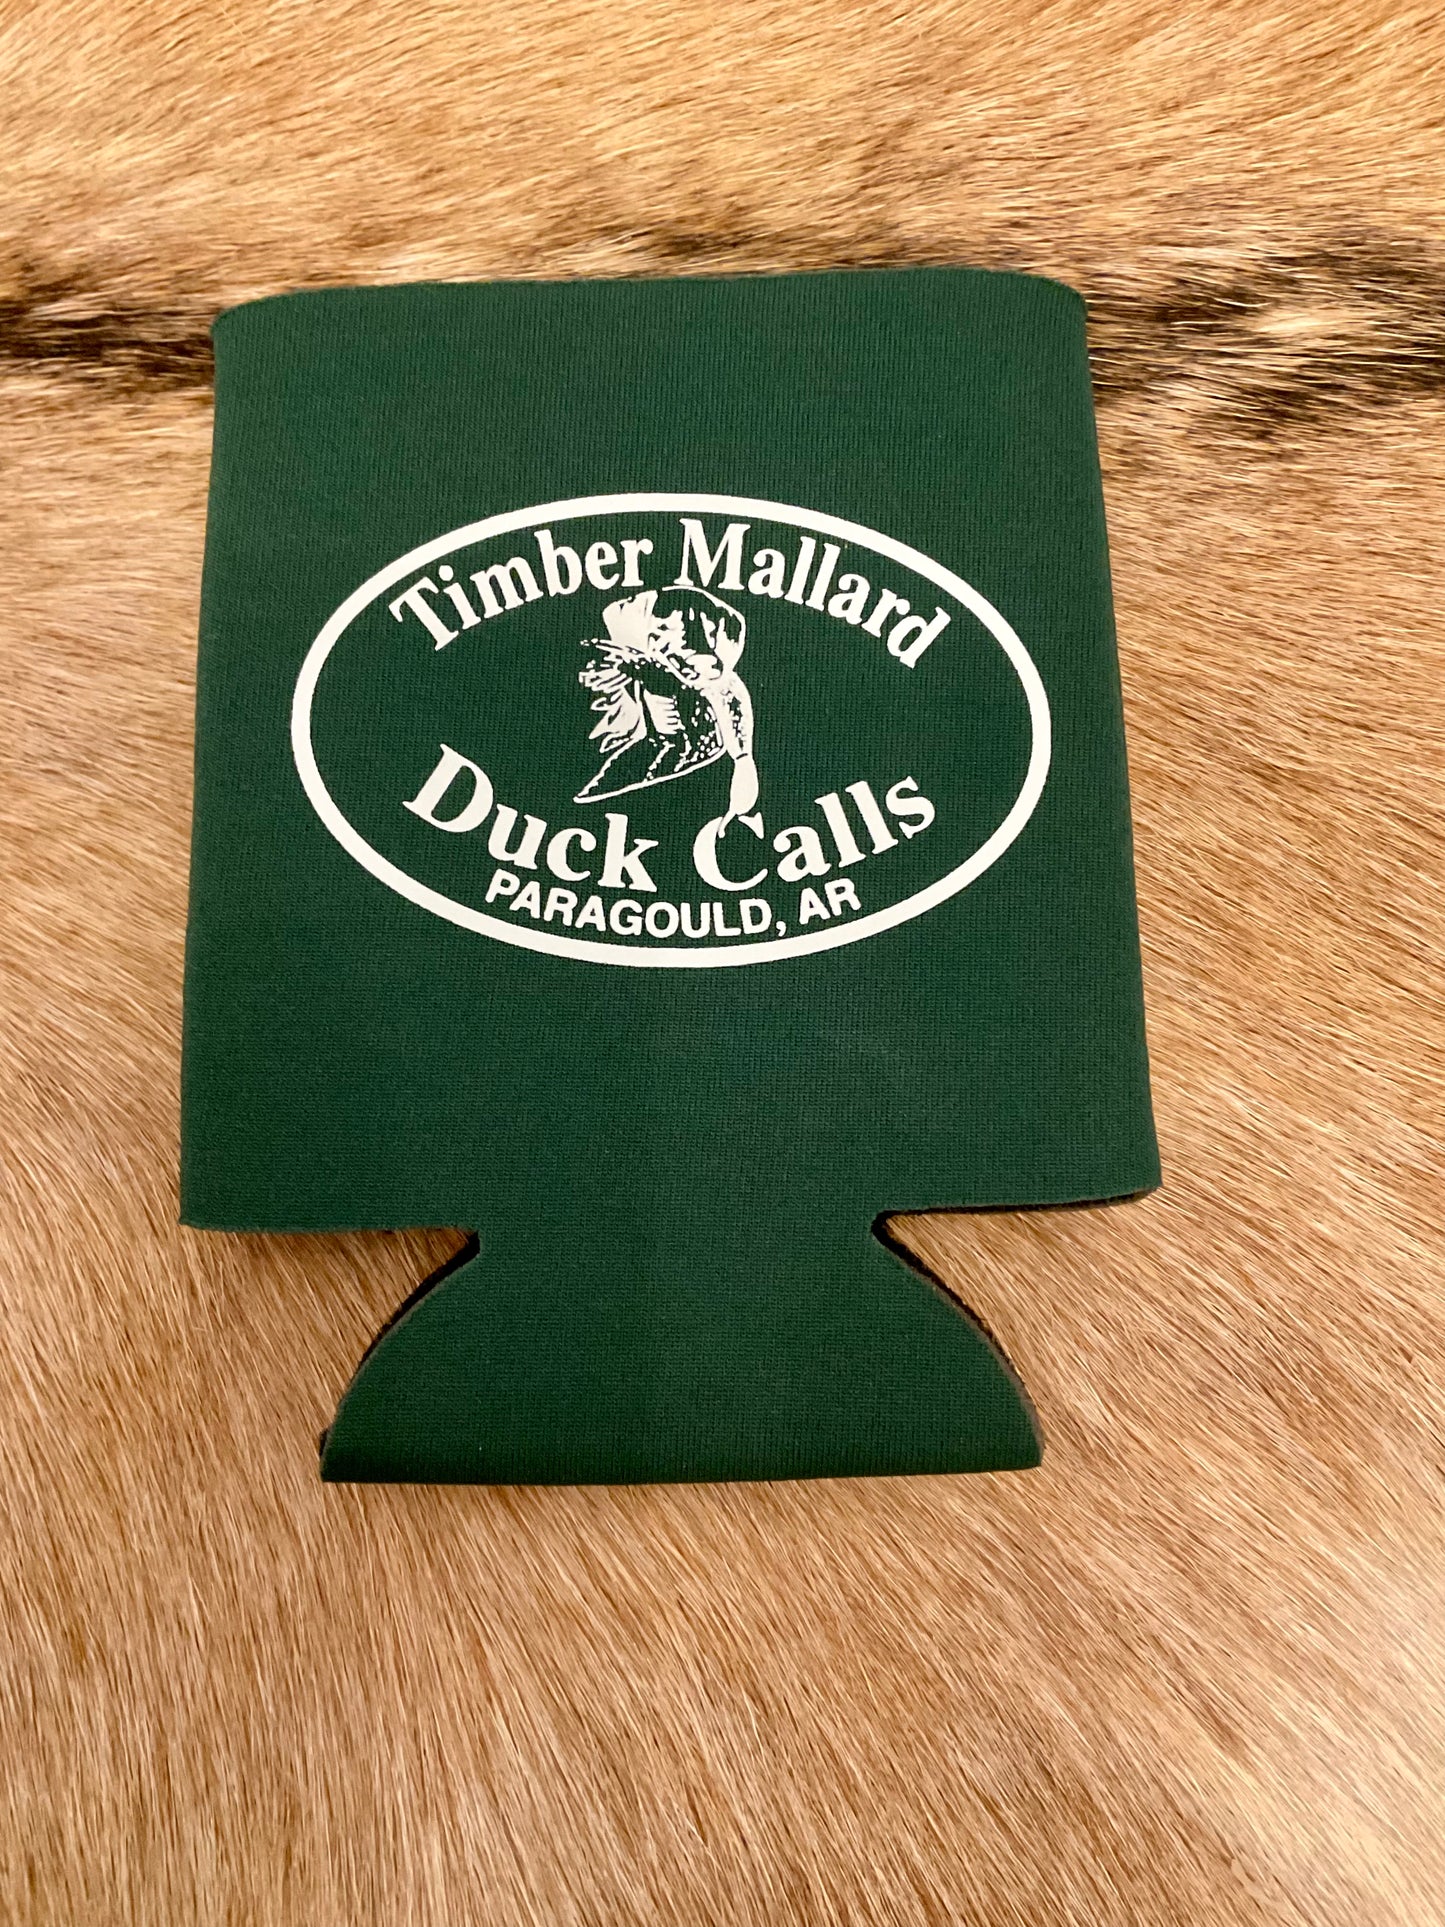 Timber Mallard
Duck Calls
PARAGOULD, AR